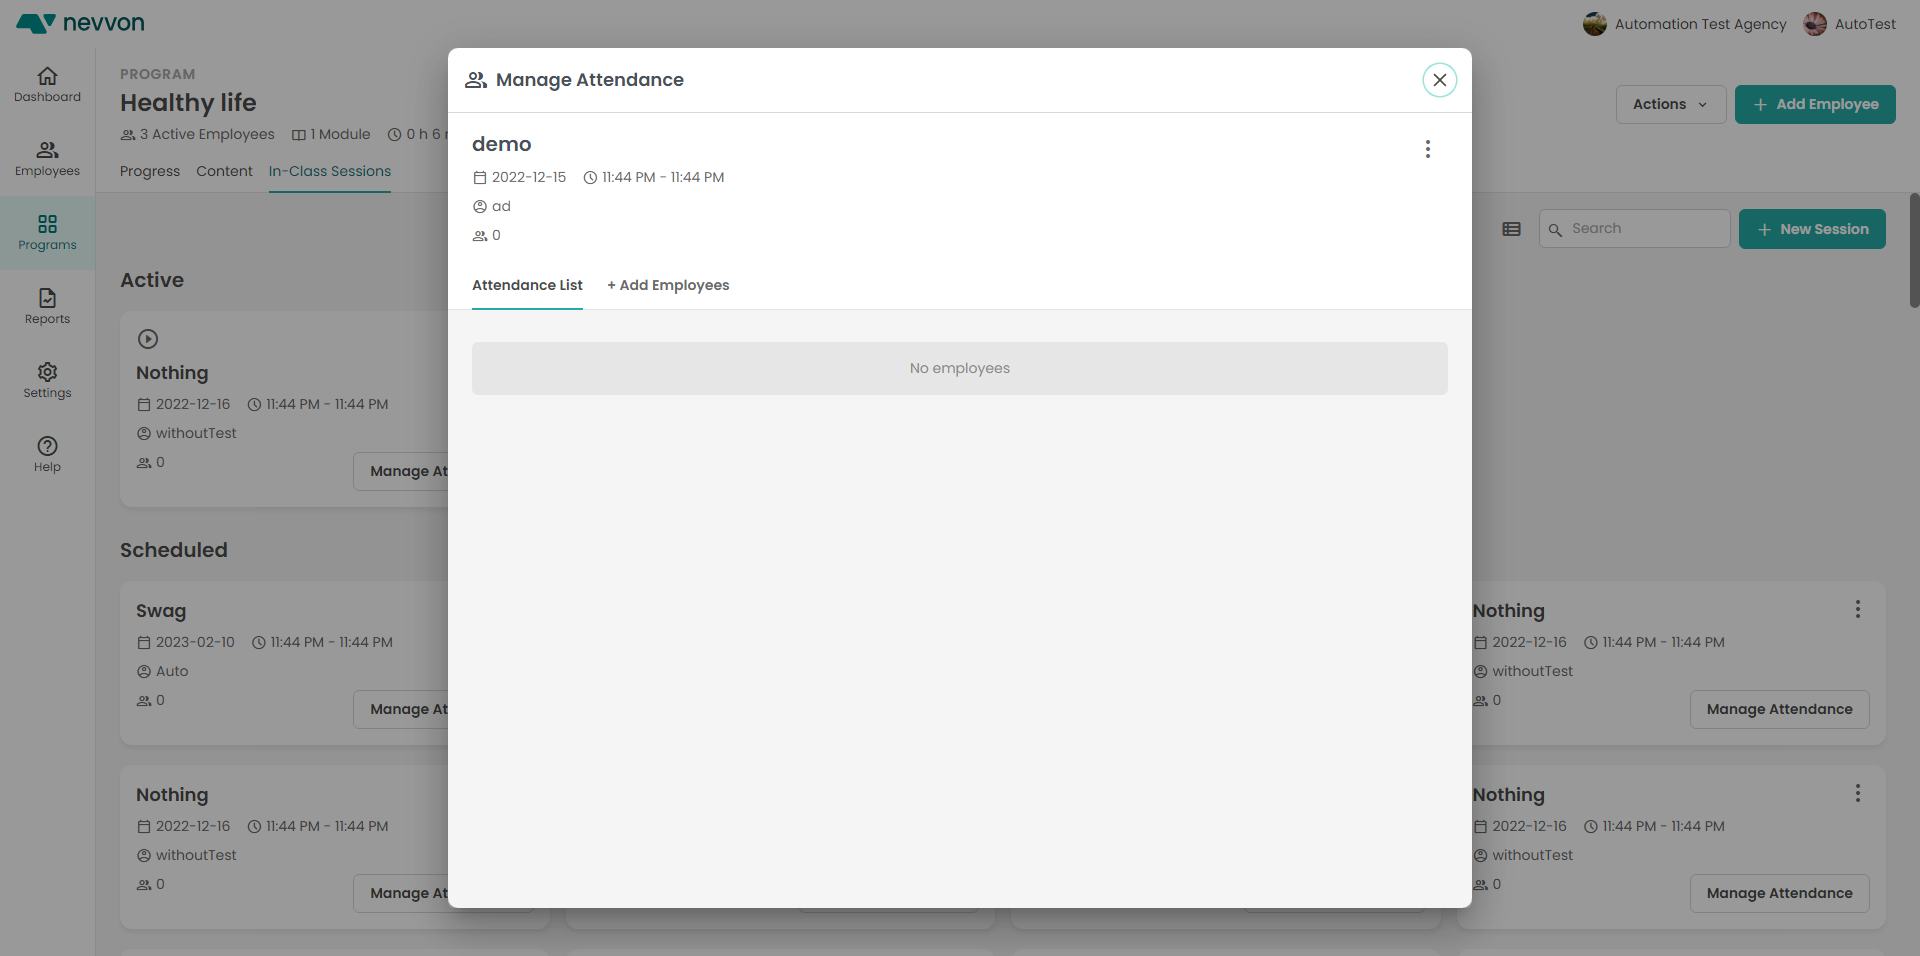 nevvon
Automation Test Agency
AutoTest
Dashboard
Employees
Programs
Reports
Settings
Help
PROGRAM
Healthy life
3 Active Employees
1 Module
0 h 6
Progress
Content
In-Class Sessions
Actions
+ Add Employee
Search
+ New Session
Active
Nothing
2022-12-16
11:44 PM - 11:44 PM
withoutTest
0
Manage At
Scheduled
Swag
2023-02-10
11:44 PM - 11:44 PM
Auto
0
Manage At
Nothing
2022-12-16
11:44 PM - 11:44 PM
withoutTest
0
Manage At
Manage Attendance
demo
2022-12-15
11:44 PM - 11:44 PM
ad
0
Attendance List
+ Add Employees
No employees
Nothing
2022-12-16
11:44 PM - 11:44 PM
withoutTest
0
Manage Attendance
Nothing
2022-12-16
11:44 PM - 11:44 PM
withoutTest
0
Manage Attendance